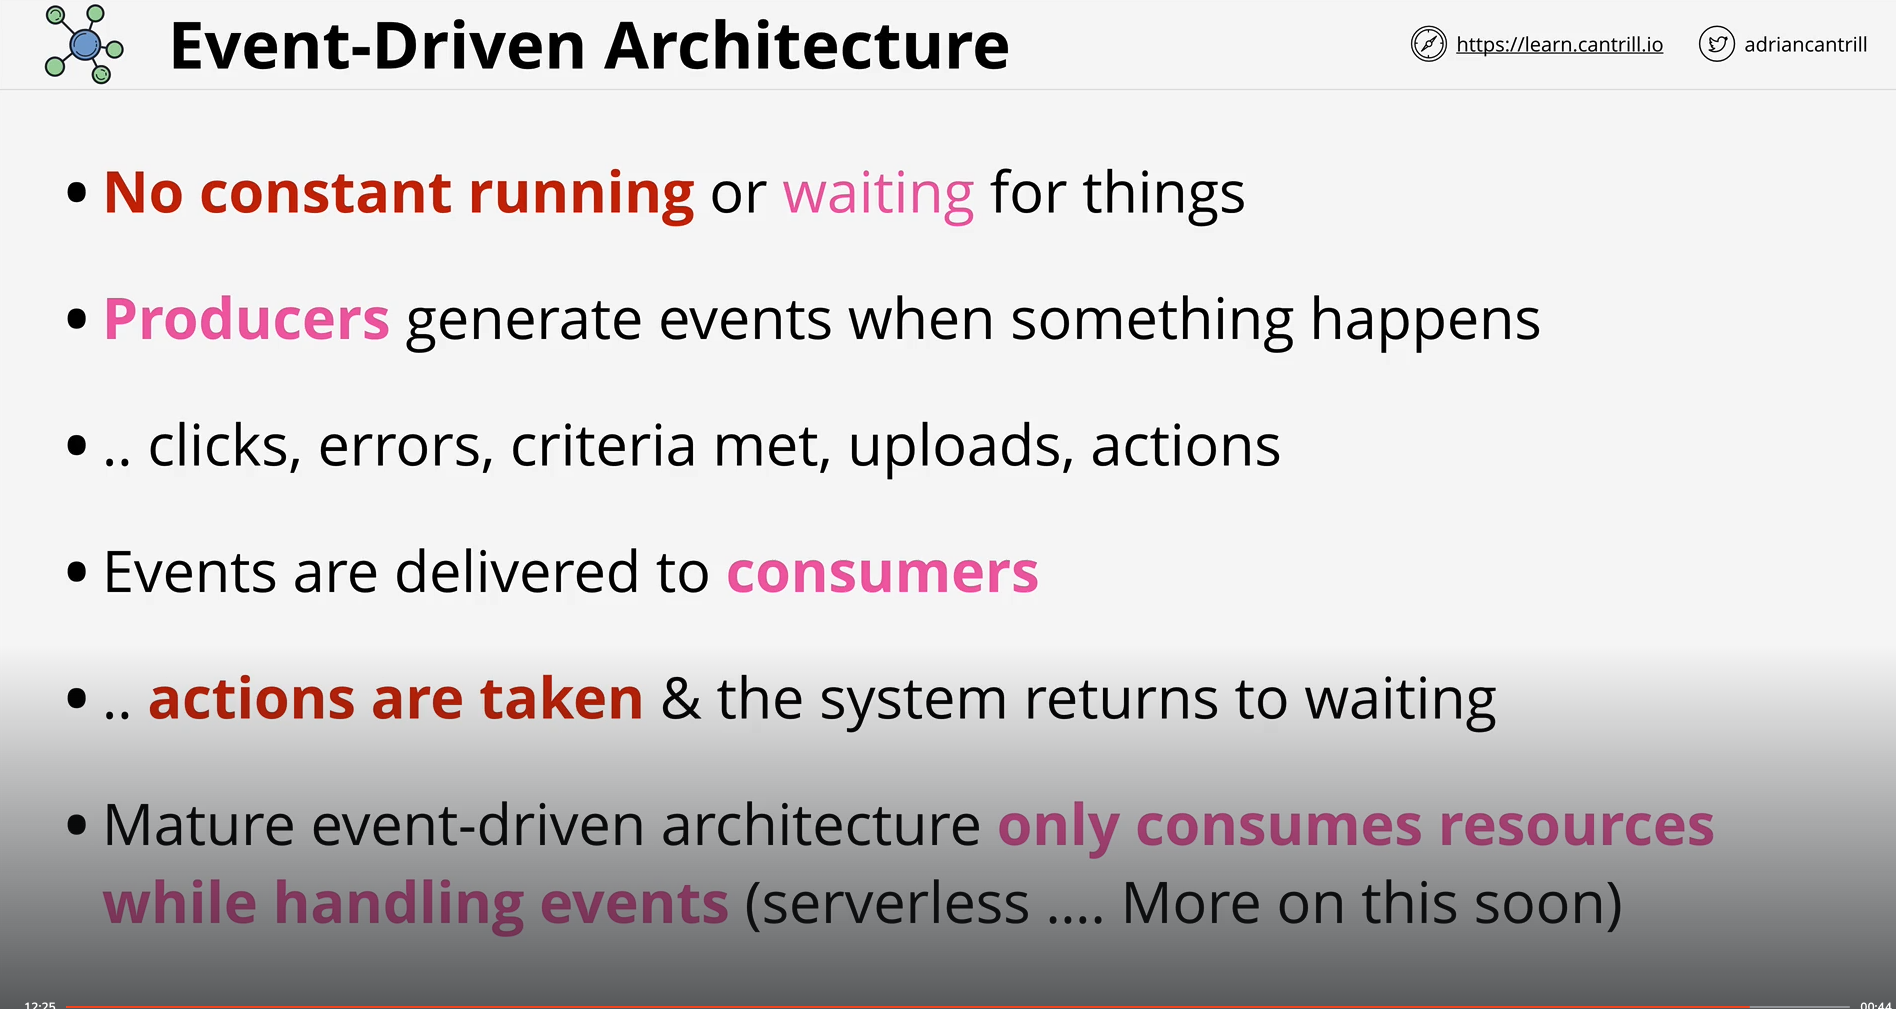 Event-Driven Architecture
https://learn.cantrill.io
adriancantrill
• No constant running or waiting for things
• Producers generate events when something happens
• .. clicks, errors, criteria met, uploads, actions
• Events are delivered to consumers
• .. actions are taken & the system returns to waiting
• Mature event-driven architecture only consumes resources
while handling events (serverless .... More on this soon)
12:25
00:44